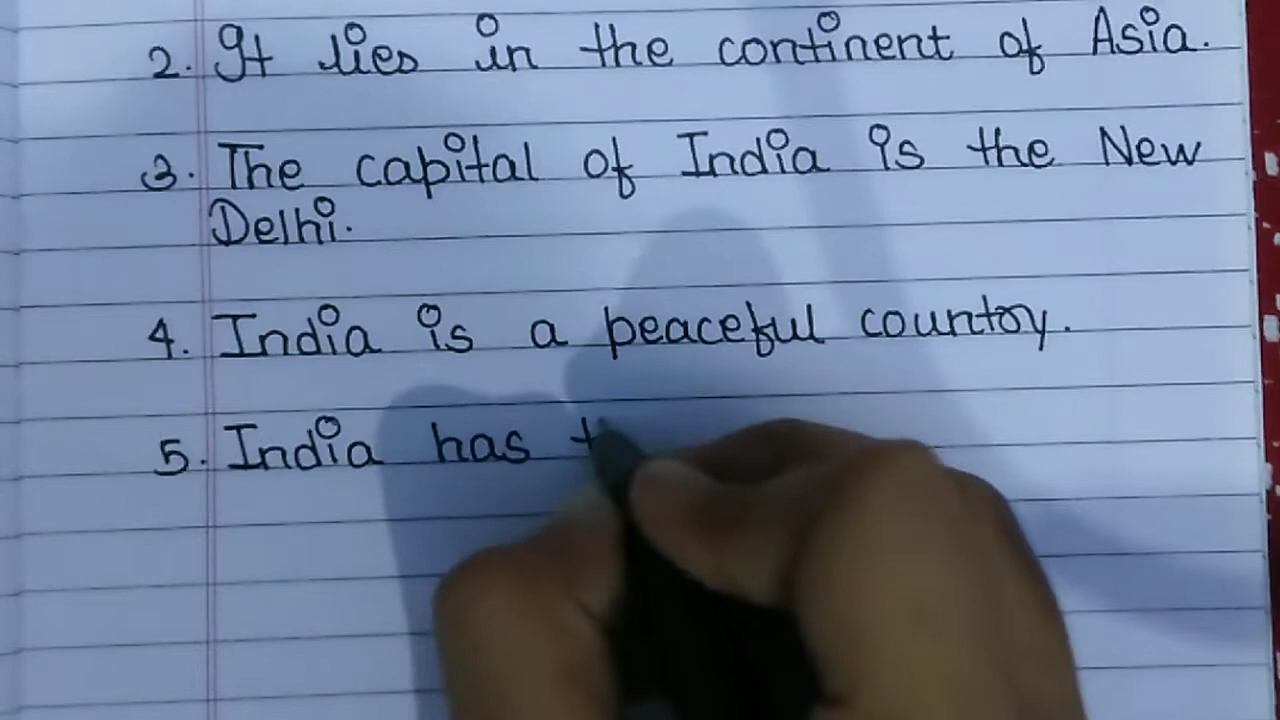 2. It lies in the continent of Asia.
3. The capital of India is the New
Delhi.
4. India is a peaceful country.
5. India has t